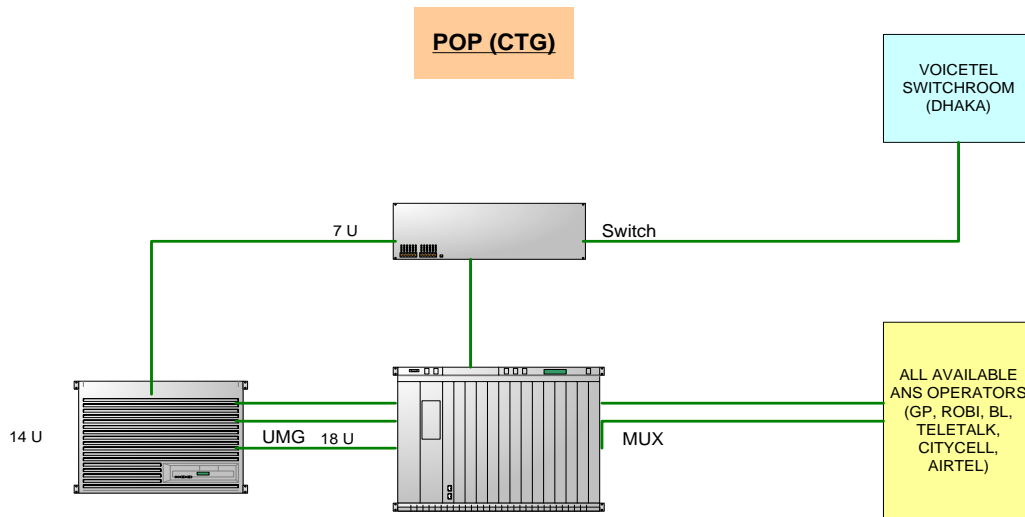 POP (CTG)
VOICETEL
SWITCHROOM
(DHAKA)
7 U
Switch
ALL AVAILABLE
ANS OPERATORS
(GP, ROBI, BL,
TELETALK,
CITYCELL,
AIRTEL)
14 U
UMG
18 U
MUX